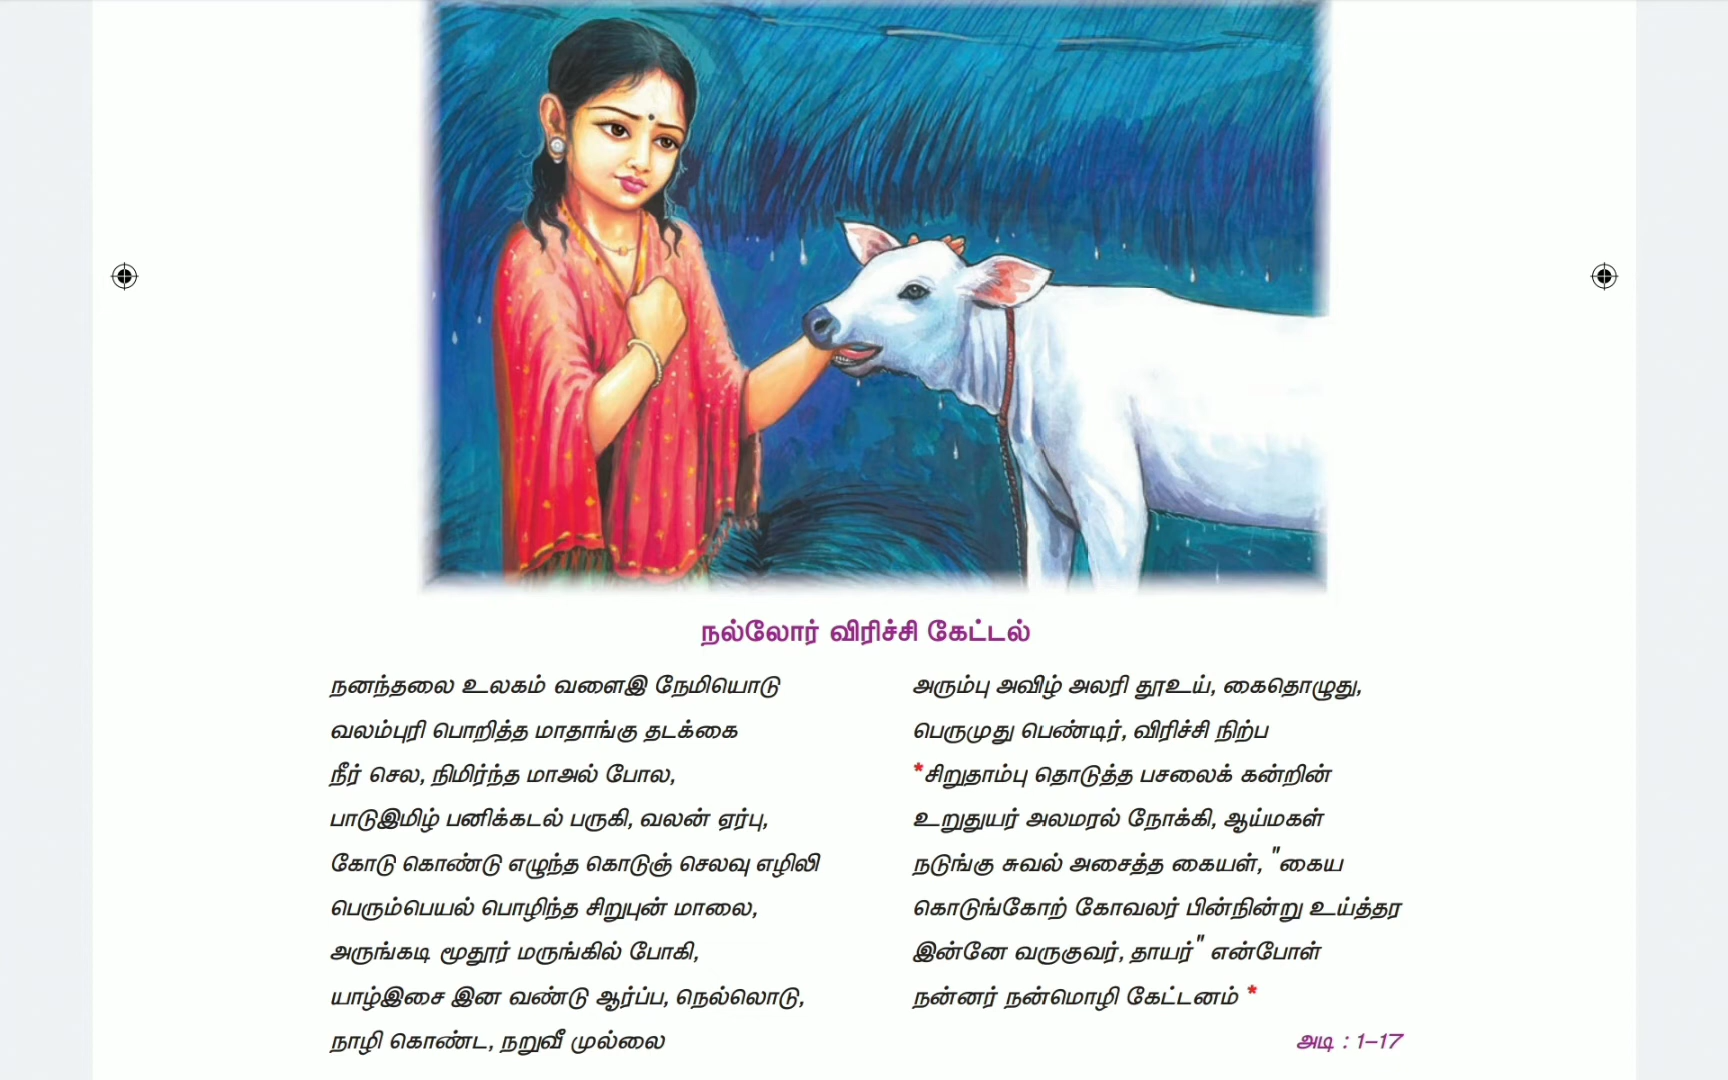 நல்லோர் விரிச்சி கேட்டல்
நனந்தலை உலகம் வளைஇ நேமியொடு
வலம்புரி பொறித்த மாதாங்கு தடக்கை
நீர் செல, நிமிர்ந்த மாஅல் போல,
பாடுஇமிழ் பனிக்கடல் பருகி, வலன் ஏர்பு,
கோடு கொண்டு எழுந்த கொடுஞ் செலவு எழிலி
பெரும்பெயல் பொழிந்த சிறுபுன் மாலை,
அருங்கடி மூதூர் மருங்கில் போகி,
யாழ்இசை இன வண்டு ஆர்ப்ப, நெல்லொடு,
நாழி கொண்ட, நறுவீ முல்லை
அரும்பு அவிழ் அலரி தூஉய், கைதொழுது,
பெருமுது பெண்டிர், விரிச்சி நிற்ப
*சிறுதாம்பு தொடுத்த பசலைக் கன்றின்
உறுதுயர் அலமரல் நோக்கி, ஆய்மகள்
நடுங்கு சுவல் அசைத்த கையள், "கைய
கொடுங்கோற் கோவலர் பின்நின்று உய்த்தர
இன்னே வருகுவர், தாயர்" என்போள்
நன்னர் நன்மொழி கேட்டனம் *
அடி : 1–17